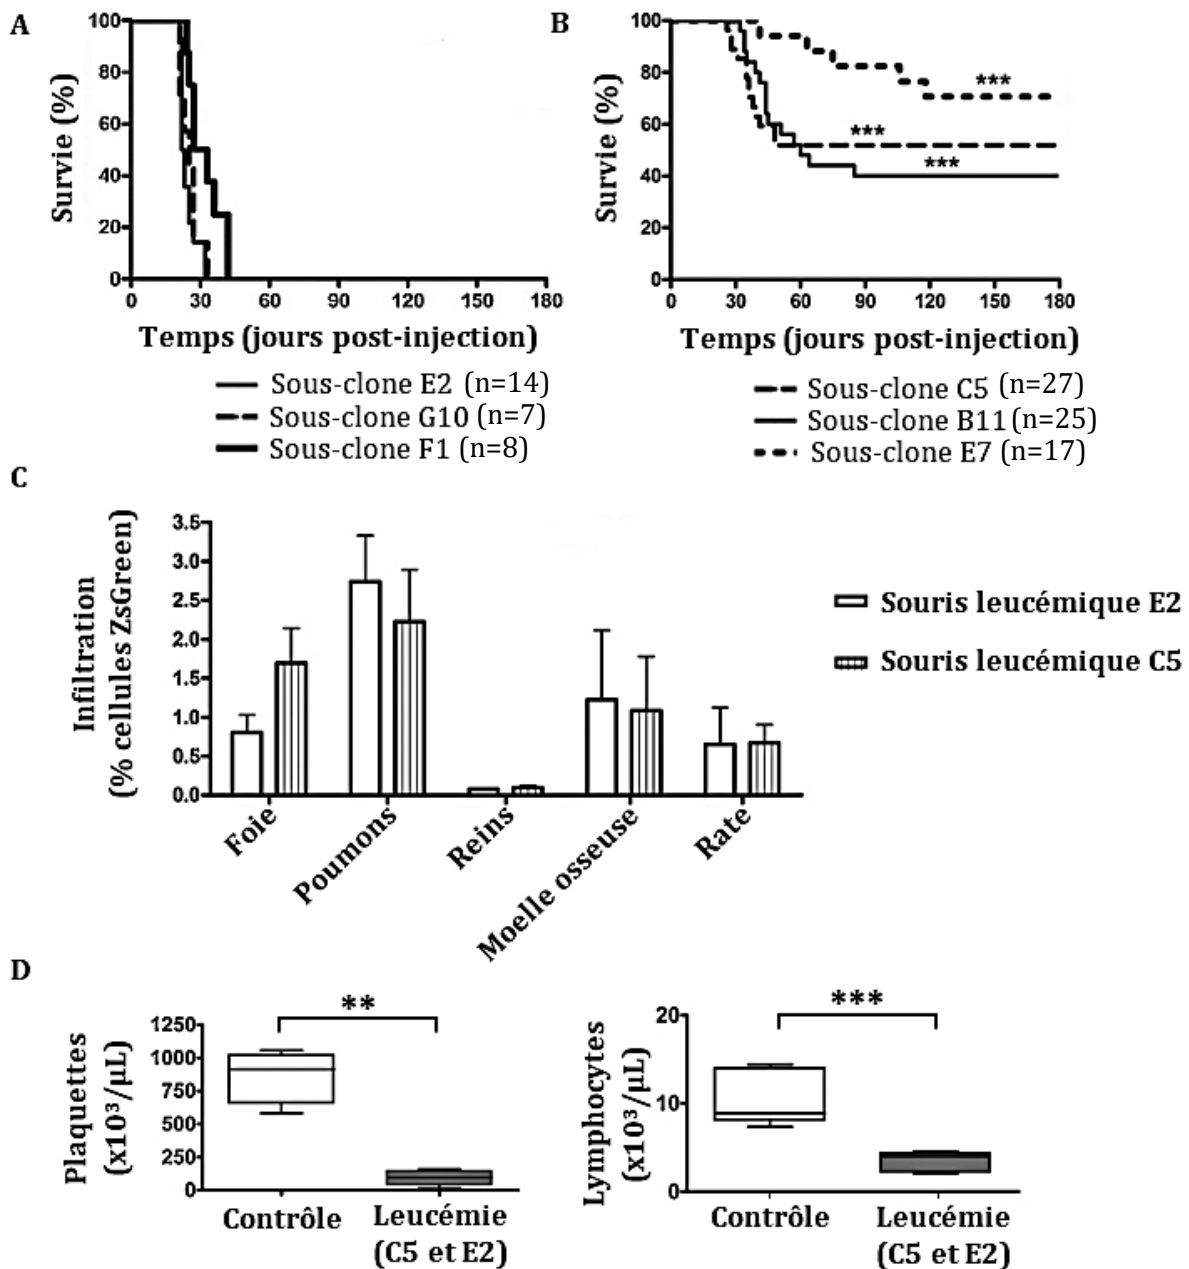 A
100
80
60
40
20
0
Survie (%)
0 30 60 90 120 150 180
Temps (jours post-injection)
Sous-clone E2 (n=14)
Sous-clone G10 (n=7)
Sous-clone F1 (n=8)
B
100
80
60
40
20
0
Survie (%)
***
***
***
0 30 60 90 120 150 180
Temps (jours post-injection)
Sous-clone C5 (n=27)
Sous-clone B11 (n=25)
Sous-clone E7 (n=17)
C
Infiltration
(% cellules ZsGreen)
3.5
3.0
2.5
2.0
1.5
1.0
0.5
0.0
Foie
Poumons
Reins
Moelle osseuse
Rate
Souris leucémique E2
Souris leucémique C5
D
Plaquettes
(x10³/µL)
1250
1000
750
500
250
0
**
Contrôle
Leucémie
(C5 et E2)
Lymphocytes
(x10³/µL)
20
10
0
***
Contrôle
Leucémie
(C5 et E2)